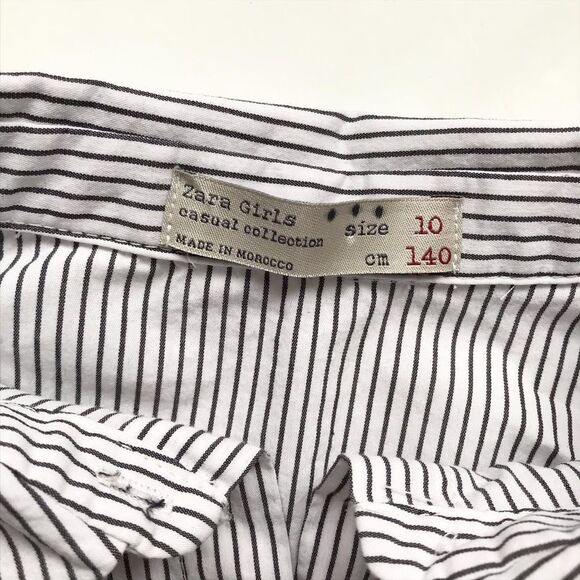 Zara Girls
casual collection
MADE IN MOROCCO
size 10
cm 140